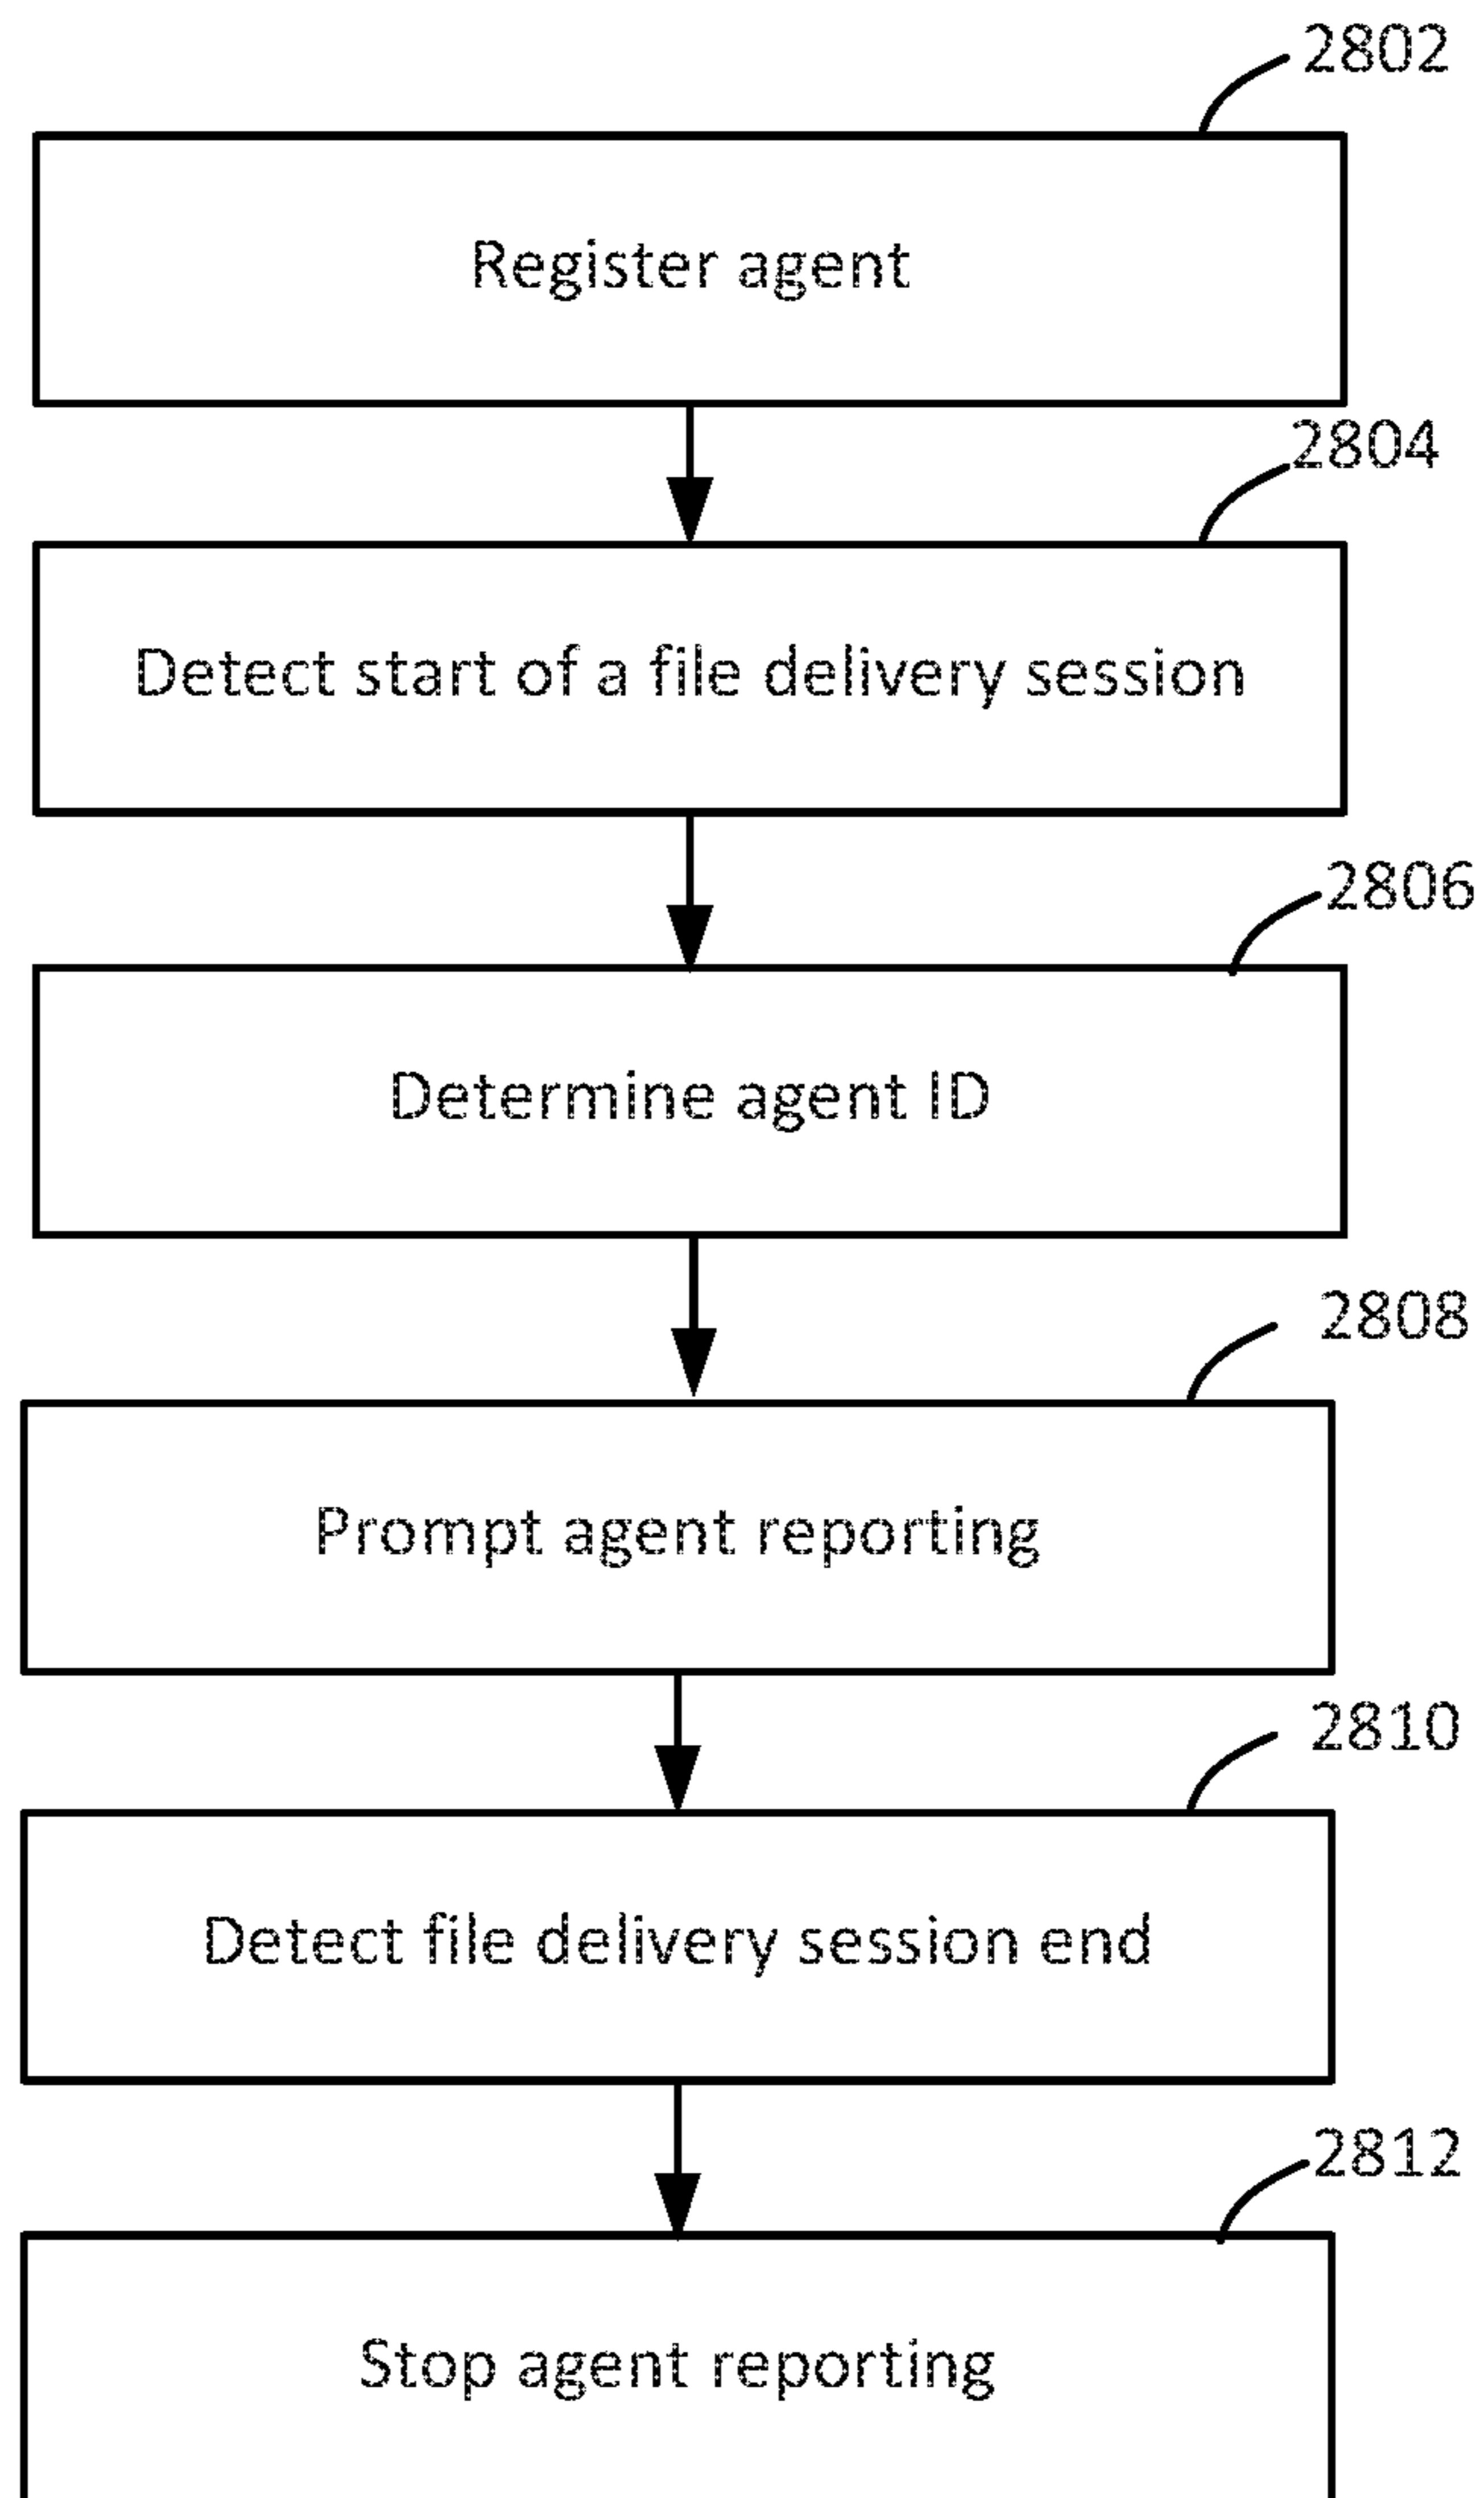 2802
Register agent
2804
Detect start of a file delivery session
2806
Determine agent ID
2808
Prompt agent reporting
2810
Detect file delivery session end
2812
Stop agent reporting